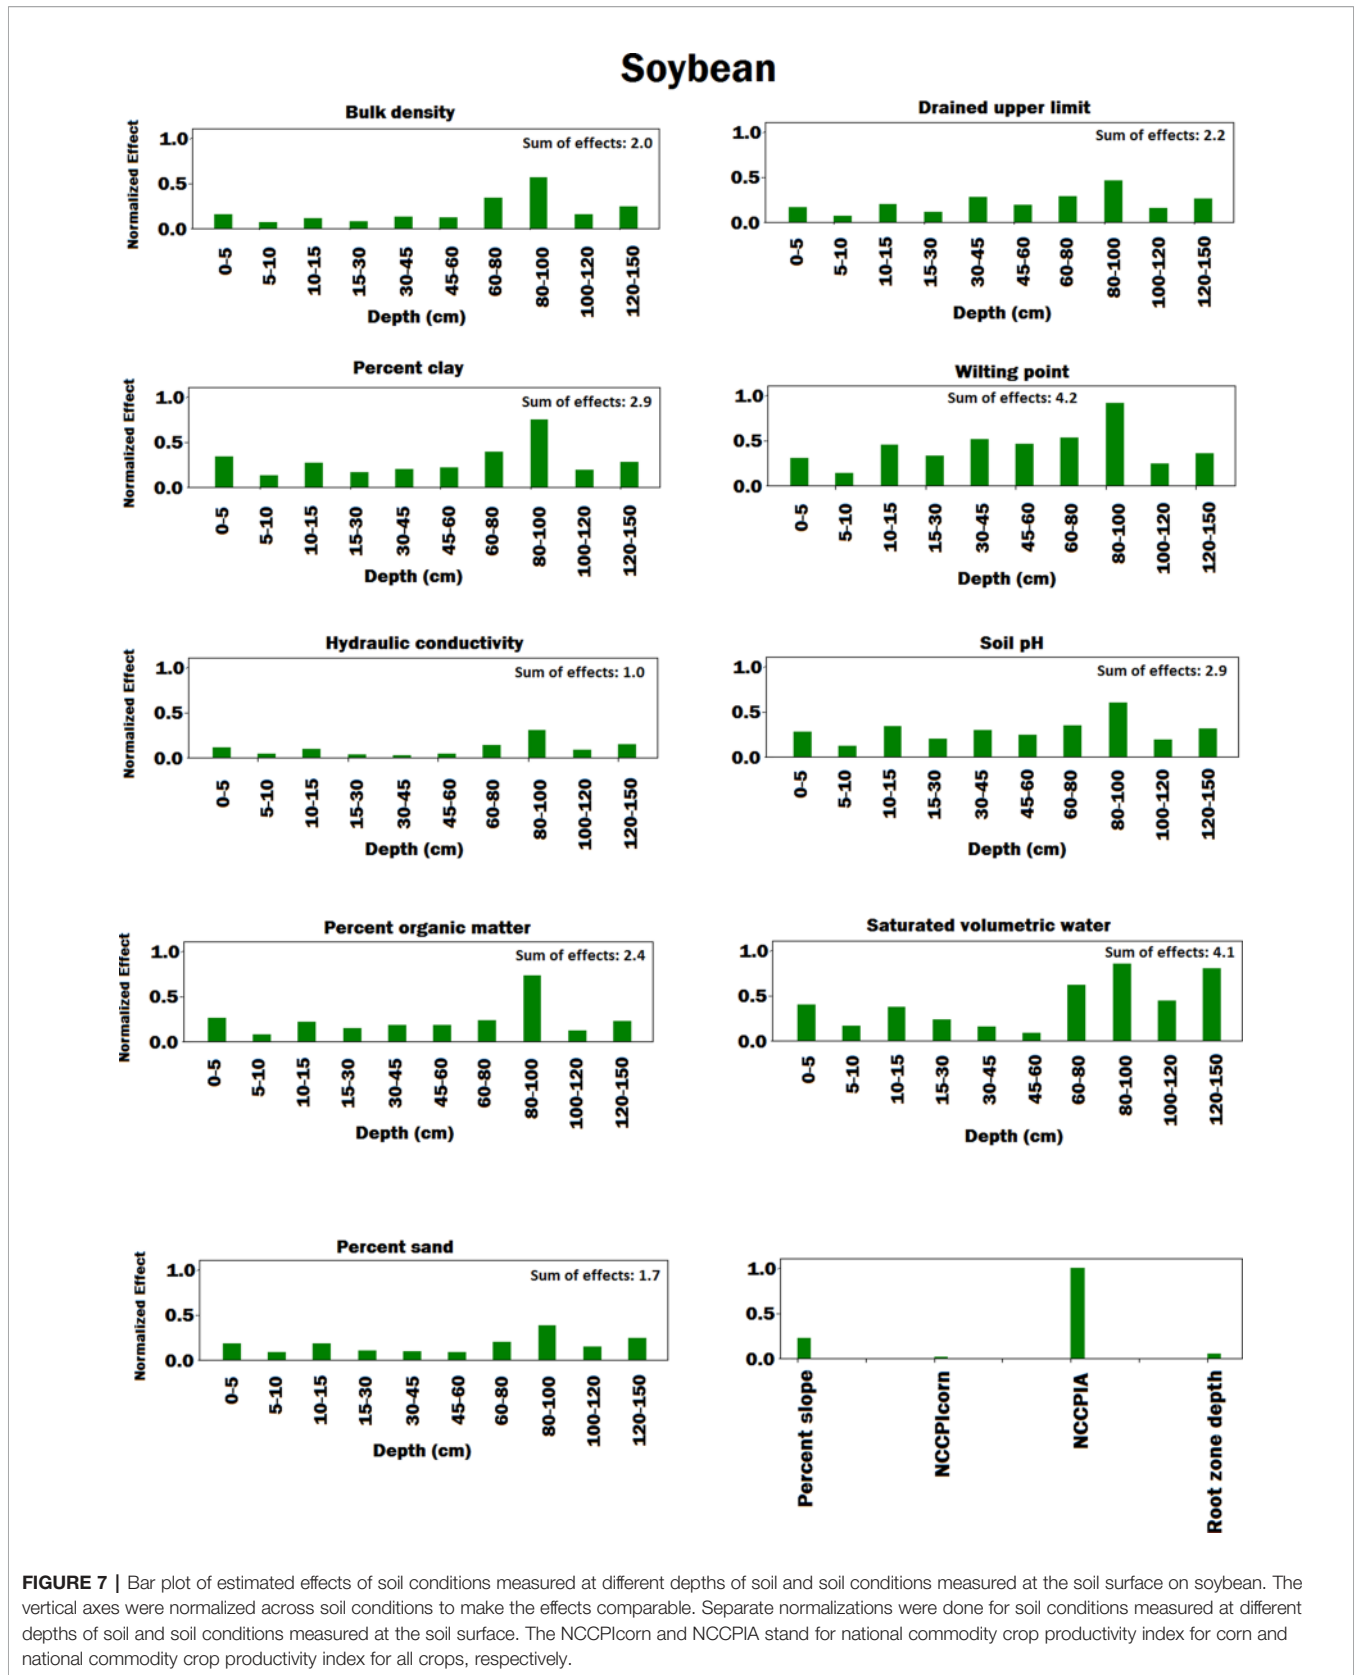 Soybean
Bulk density
Normalized Effect
1.0
0.5
0.0
Sum of effects: 2.0
0-5
5-10
10-15
15-30
30-45
45-60
60-80
80-100
100-120
120-150
Depth (cm)
Drained upper limit
1.0
0.5
0.0
Sum of effects: 2.2
0-5
5-10
10-15
15-30
30-45
45-60
60-80
80-100
100-120
120-150
Depth (cm)
Percent clay
Normalized Effect
1.0
0.5
0.0
Sum of effects: 2.9
0-5
5-10
10-15
15-30
30-45
45-60
60-80
80-100
100-120
120-150
Depth (cm)
Wilting point
1.0
0.5
0.0
Sum of effects: 4.2
0-5
5-10
10-15
15-30
30-45
45-60
60-80
80-100
100-120
120-150
Depth (cm)
Hydraulic conductivity
Normalized Effect
1.0
0.5
0.0
Sum of effects: 1.0
0-5
5-10
10-15
15-30
30-45
45-60
60-80
80-100
100-120
120-150
Depth (cm)
Soil pH
1.0
0.5
0.0
Sum of effects: 2.9
0-5
5-10
10-15
15-30
30-45
45-60
60-80
80-100
100-120
120-150
Depth (cm)
Percent organic matter
Normalized Effect
1.0
0.5
0.0
Sum of effects: 2.4
0-5
5-10
10-15
15-30
30-45
45-60
60-80
80-100
100-120
120-150
Depth (cm)
Saturated volumetric water
1.0
0.5
0.0
Sum of effects: 4.1
0-5
5-10
10-15
15-30
30-45
45-60
60-80
80-100
100-120
120-150
Depth (cm)
Percent sand
Normalized Effect
1.0
0.5
0.0
Sum of effects: 1.7
0-5
5-10
10-15
15-30
30-45
45-60
60-80
80-100
100-120
120-150
Depth (cm)
1.0
0.5
0.0
Percent slope
NCCPIcorn
NCCPIA
Root zone depth
FIGURE 7 | Bar plot of estimated effects of soil conditions measured at different depths of soil and soil conditions measured at the soil surface on soybean. The
vertical axes were normalized across soil conditions to make the effects comparable. Separate normalizations were done for soil conditions measured at different
depths of soil and soil conditions measured at the soil surface. The NCCPIcorn and NCCPIA stand for national commodity crop productivity index for corn and
national commodity crop productivity index for all crops, respectively.